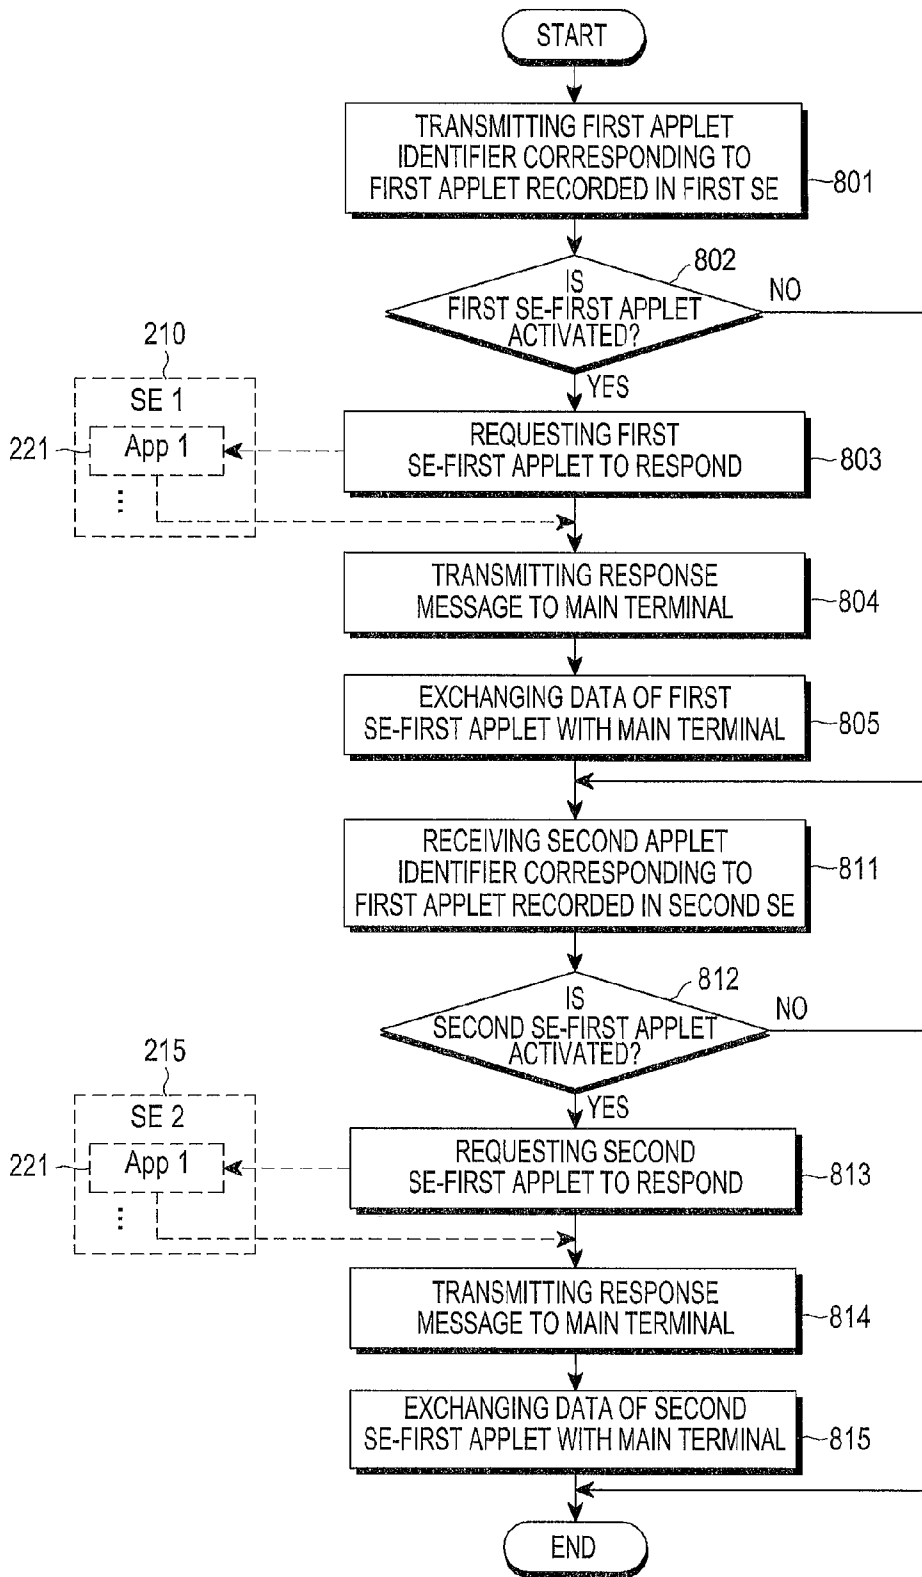 START
TRANSMITTING FIRST APPLET
IDENTIFIER CORRESPONDING TO
FIRST APPLET RECORDED IN FIRST SE
801
802
IS
FIRST SE-FIRST APPLET
ACTIVATED?
NO
YES
210
SE 1
221
App 1
⋮
REQUESTING FIRST
SE-FIRST APPLET TO RESPOND
803
TRANSMITTING RESPONSE
MESSAGE TO MAIN TERMINAL
804
EXCHANGING DATA OF FIRST
SE-FIRST APPLET WITH MAIN TERMINAL
805
RECEIVING SECOND APPLET
IDENTIFIER CORRESPONDING TO
FIRST APPLET RECORDED IN SECOND SE
811
812
IS
SECOND SE-FIRST APPLET
ACTIVATED?
NO
YES
215
SE 2
221
App 1
⋮
REQUESTING SECOND
SE-FIRST APPLET TO RESPOND
813
TRANSMITTING RESPONSE
MESSAGE TO MAIN TERMINAL
814
EXCHANGING DATA OF SECOND
SE-FIRST APPLET WITH MAIN TERMINAL
815
END